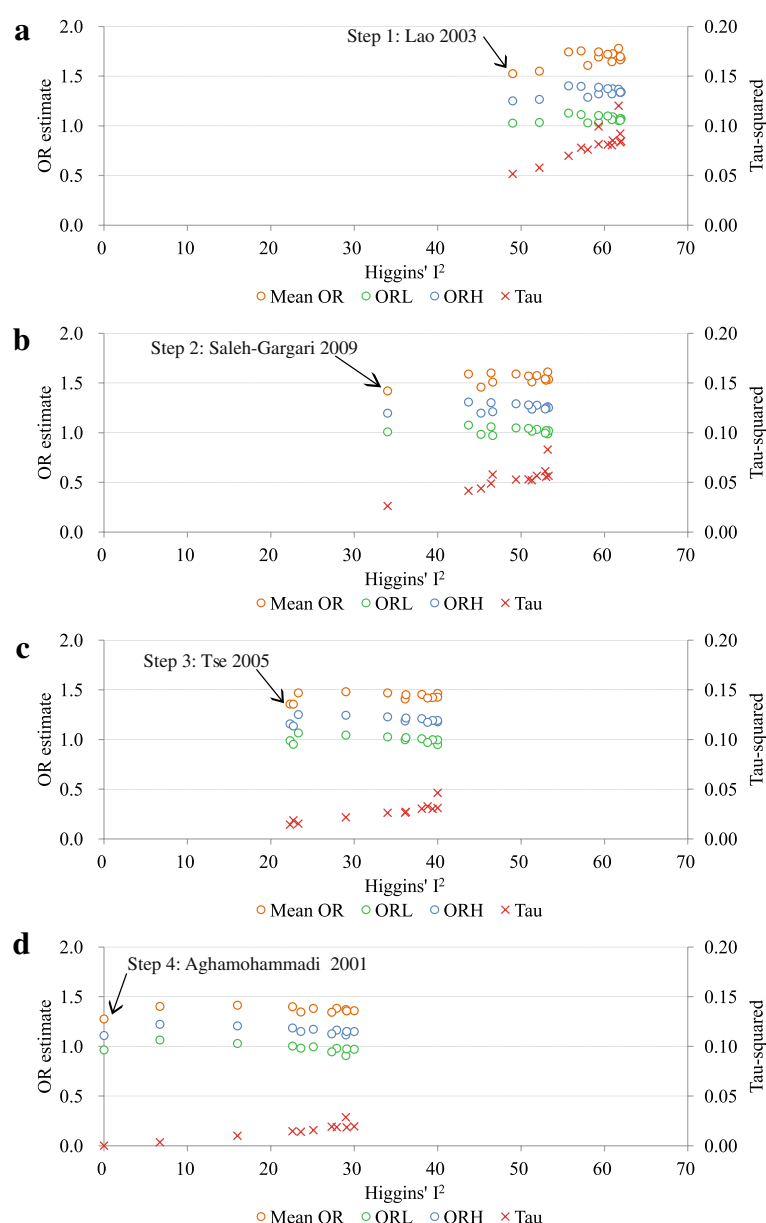 a
Step 1: Lao 2003
2.0 0.20
1.5 0.15
1.0 0.10
0.5 0.05
0.0 0.00
OR estimate
Tau-squared
0 10 20 30 40 50 60 70
Higgins' I²
Mean OR ORL ORH Tau
b
Step 2: Saleh-Gargari 2009
2.0 0.20
1.5 0.15
1.0 0.10
0.5 0.05
0.0 0.00
OR estimate
Tau-squared
0 10 20 30 40 50 60 70
Higgins' I²
Mean OR ORL ORH Tau
c
Step 3: Tse 2005
2.0 0.20
1.5 0.15
1.0 0.10
0.5 0.05
0.0 0.00
OR estimate
Tau-squared
0 10 20 30 40 50 60 70
Higgins' I²
Mean OR ORL ORH Tau
d
Step 4: Aghamohammadi 2001
2.0 0.20
1.5 0.15
1.0 0.10
0.5 0.05
0.0 0.00
OR estimate
Tau-squared
0 10 20 30 40 50 60 70
Higgins' I²
Mean OR ORL ORH Tau